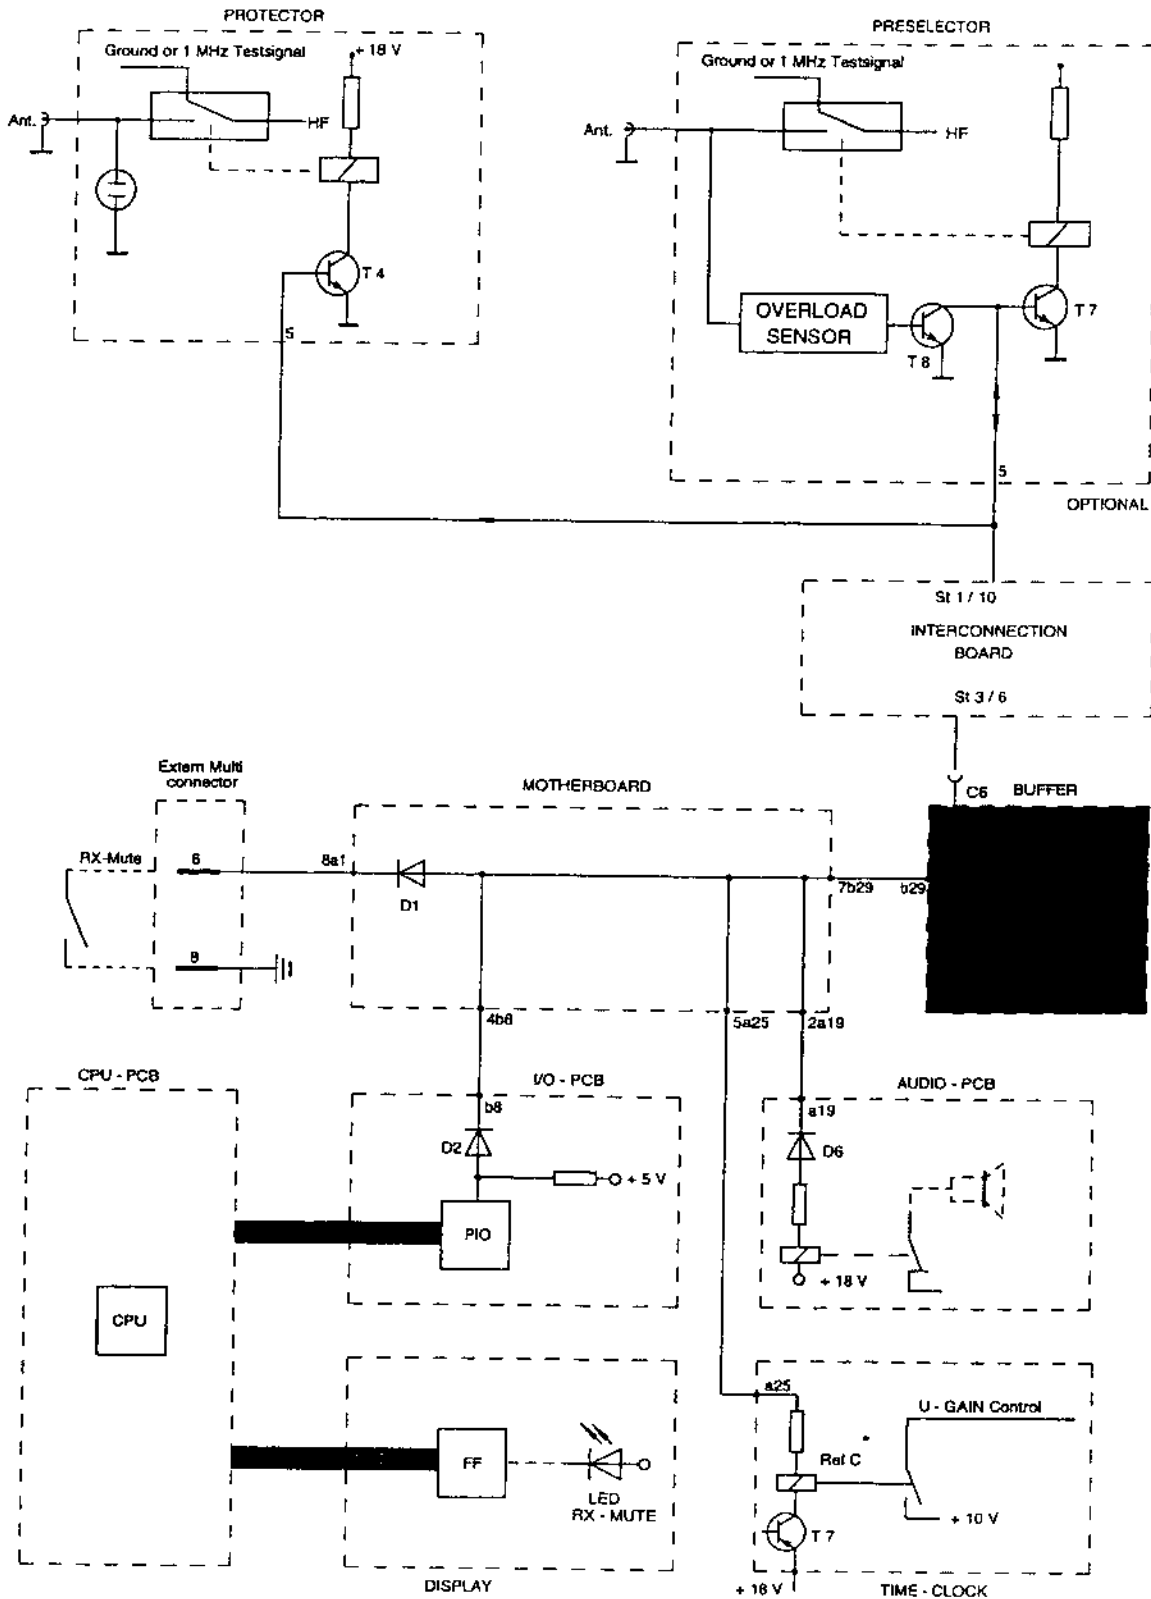 PROTECTOR
PRESELECTOR
Ground or 1 MHz Testsignal
+ 18 V
Ground or 1 MHz Testsignal
Ant.
HF
Ant.
HF
T 4
OVERLOAD
SENSOR
T 7
T 8
5
5
OPTIONAL
St 1 / 10
INTERCONNECTION
BOARD
St 3 / 6
Extern Multi
connector
MOTHERBOARD
C6
BUFFER
RX-Mute
6
8a1
D1
7b29
b29
8
4b8
5a25
2a19
CPU - PCB
I/O - PCB
AUDIO - PCB
b8
a19
D2
D6
+ 5 V
PIO
+ 18 V
CPU
a25
U - GAIN Control
FF
Rel C
LED
RX - MUTE
+ 10 V
T 7
DISPLAY
+ 18 V
TIME - CLOCK